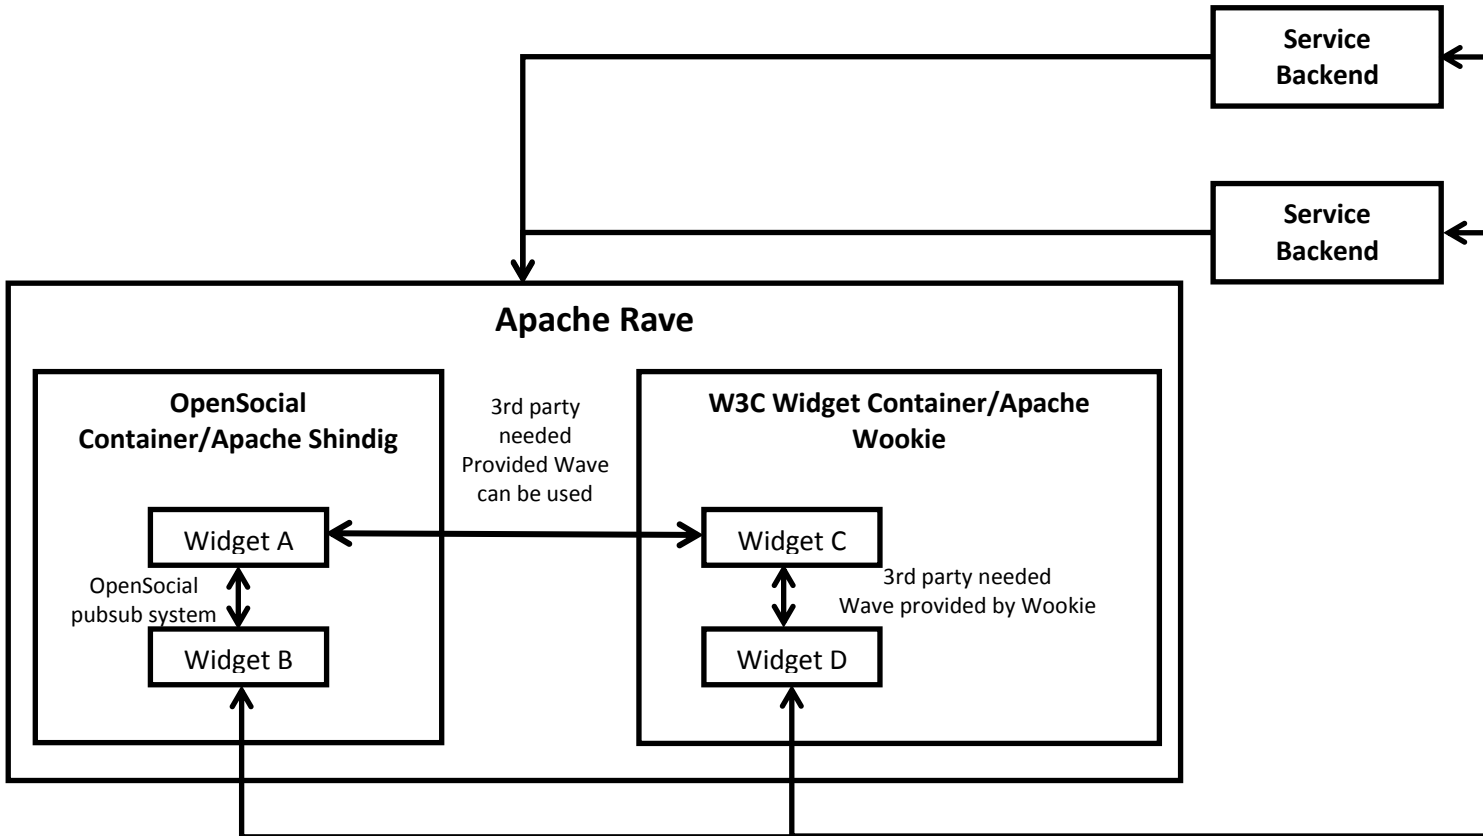 Service
Backend
Service
Backend
Apache Rave
OpenSocial
Container/Apache Shindig
3rd party
needed
Provided Wave
can be used
W3C Widget Container/Apache
Wookie
Widget A
Widget C
OpenSocial
pubsub system
3rd party needed
Wave provided by Wookie
Widget B
Widget D